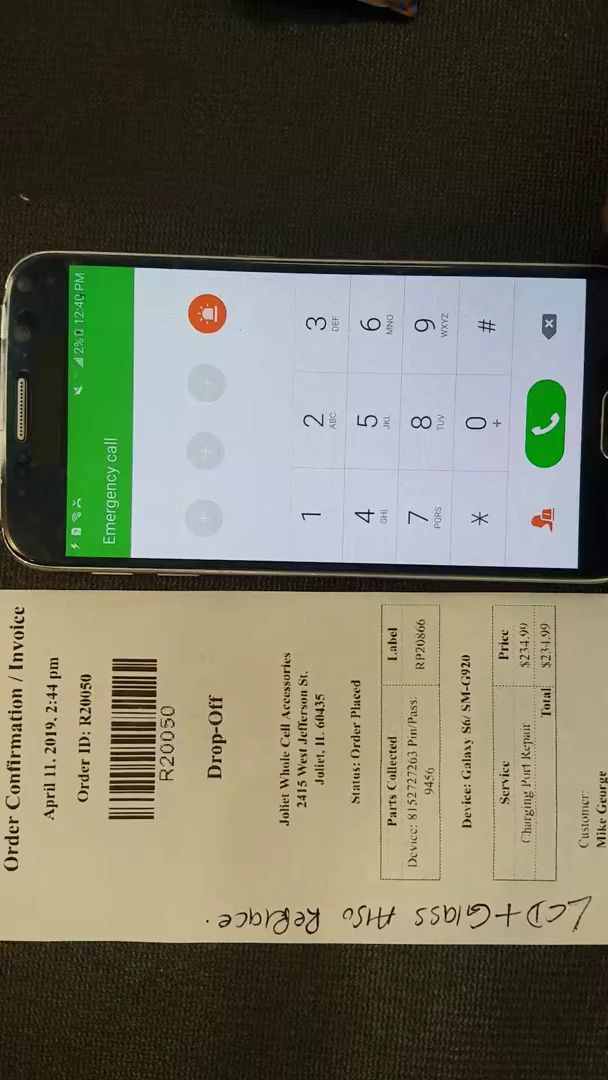 2% 12:40 PM
Emergency call
1
2
ABC
3
DEF
4
GHI
5
JKL
6
MNO
7
PQRS
8
TUV
9
WXYZ
*
0
+
#
Order Confirmation / Invoice
April 11, 2019, 2:44 pm
Order ID: R20050
R20050
Drop-Off
Joliet Whole Cell Accessories
2415 West Jefferson St.
Joliet, IL 60435
Status: Order Placed
Parts Collected Label
Device: 8152727263 Pin/Pass: RP20866
9456
Device: Galaxy S6/ SM-G920
Service Price
Charging Port Repair $234.99
Total: $234.99
Customer:
Mike George
LCD + Glass Also Replace.